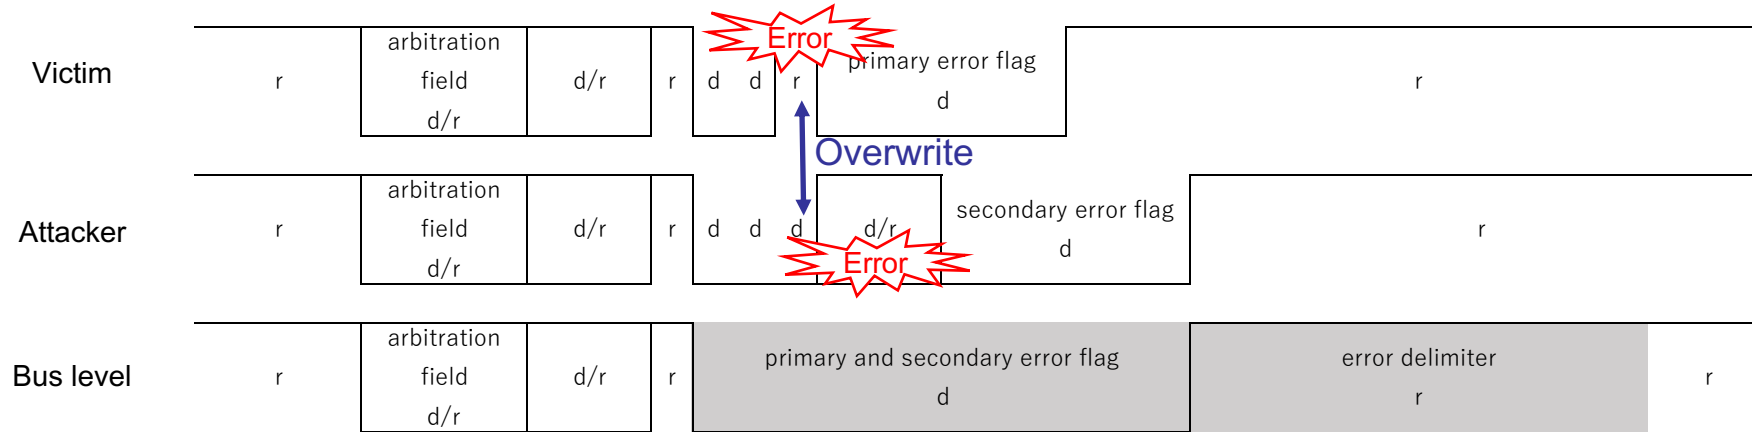 Victim
r
arbitration
field
d/r
d/r
r
d
d
r
Error
primary error flag
d
r
Overwrite
Attacker
r
arbitration
field
d/r
d/r
r
d
d
d
d/r
Error
secondary error flag
d
r
Bus level
r
arbitration
field
d/r
d/r
r
primary and secondary error flag
d
error delimiter
r
r